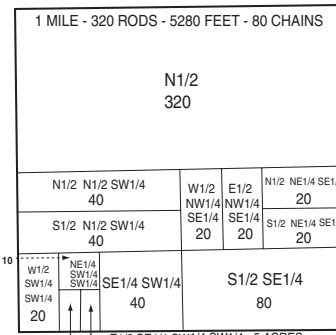 1 MILE - 320 RODS - 5280 FEET - 80 CHAINS
N1/2
320
N1/2 N1/2 SW1/4
40
S1/2 N1/2 SW1/4
40
W1/2
NW1/4
SE1/4
20
E1/2
NW1/4
SE1/4
20
N1/2 NE1/4 SE1/
20
S1/2 NE1/4 SE1/
20
10
W1/2
SW1/4
SW1/4
20
NE1/4
SW1/4
SW1/4
SE1/4 SW1/4
40
S1/2 SE1/4
80